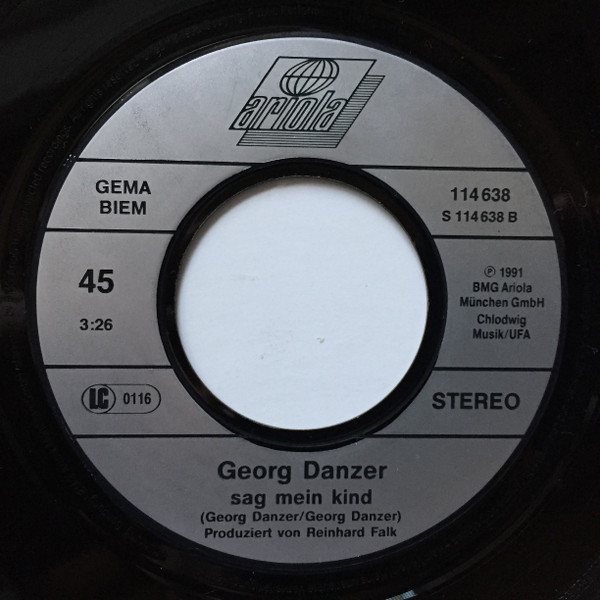 ariola
GEMA
BIEM
114 638
S 114 638 B
45
3:26
℗ 1991
BMG Ariola
München GmbH
Chlodwig
Musik/UFA
LC 0116
STEREO
Georg Danzer
sag mein kind
(Georg Danzer/Georg Danzer)
Produziert von Reinhard Falk